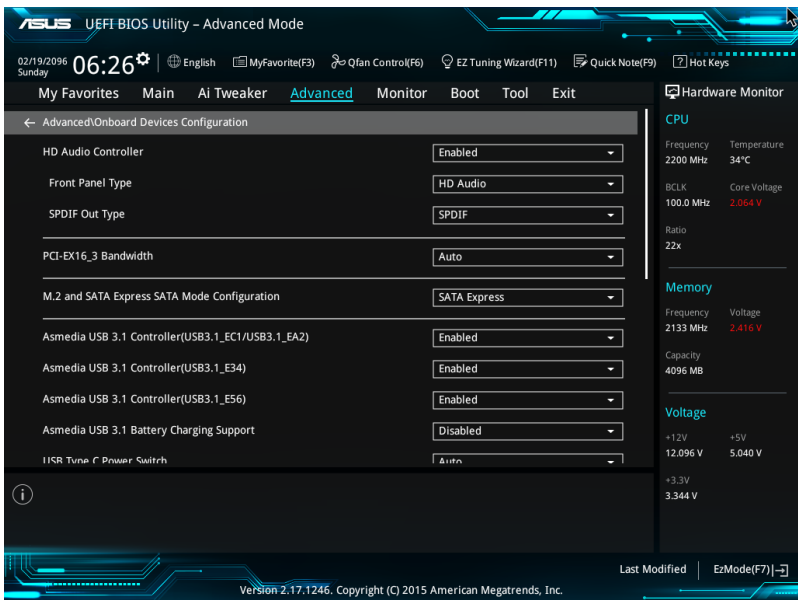 ASUS UEFI BIOS Utility – Advanced Mode
02/19/2096
Sunday
06:26
English
MyFavorite(F3)
Qfan Control(F6)
EZ Tuning Wizard(F11)
Quick Note(F9)
? Hot Keys
My Favorites Main Ai Tweaker Advanced Monitor Boot Tool Exit
← Advanced\Onboard Devices Configuration
HD Audio Controller Enabled
Front Panel Type HD Audio
SPDIF Out Type SPDIF
PCI-EX16_3 Bandwidth Auto
M.2 and SATA Express SATA Mode Configuration SATA Express
Asmedia USB 3.1 Controller(USB3.1_EC1/USB3.1_EA2) Enabled
Asmedia USB 3.1 Controller(USB3.1_E34) Enabled
Asmedia USB 3.1 Controller(USB3.1_E56) Enabled
Asmedia USB 3.1 Battery Charging Support Disabled
USB Type C Power Switch Auto
Hardware Monitor
CPU
Frequency Temperature
2200 MHz 34°C
BCLK Core Voltage
100.0 MHz 2.064 V
Ratio
22x
Memory
Frequency Voltage
2133 MHz 2.416 V
Capacity
4096 MB
Voltage
+12V +5V
12.096 V 5.040 V
+3.3V
3.344 V
i
Last Modified
EzMode(F7)
Version 2.17.1246. Copyright (C) 2015 American Megatrends, Inc.